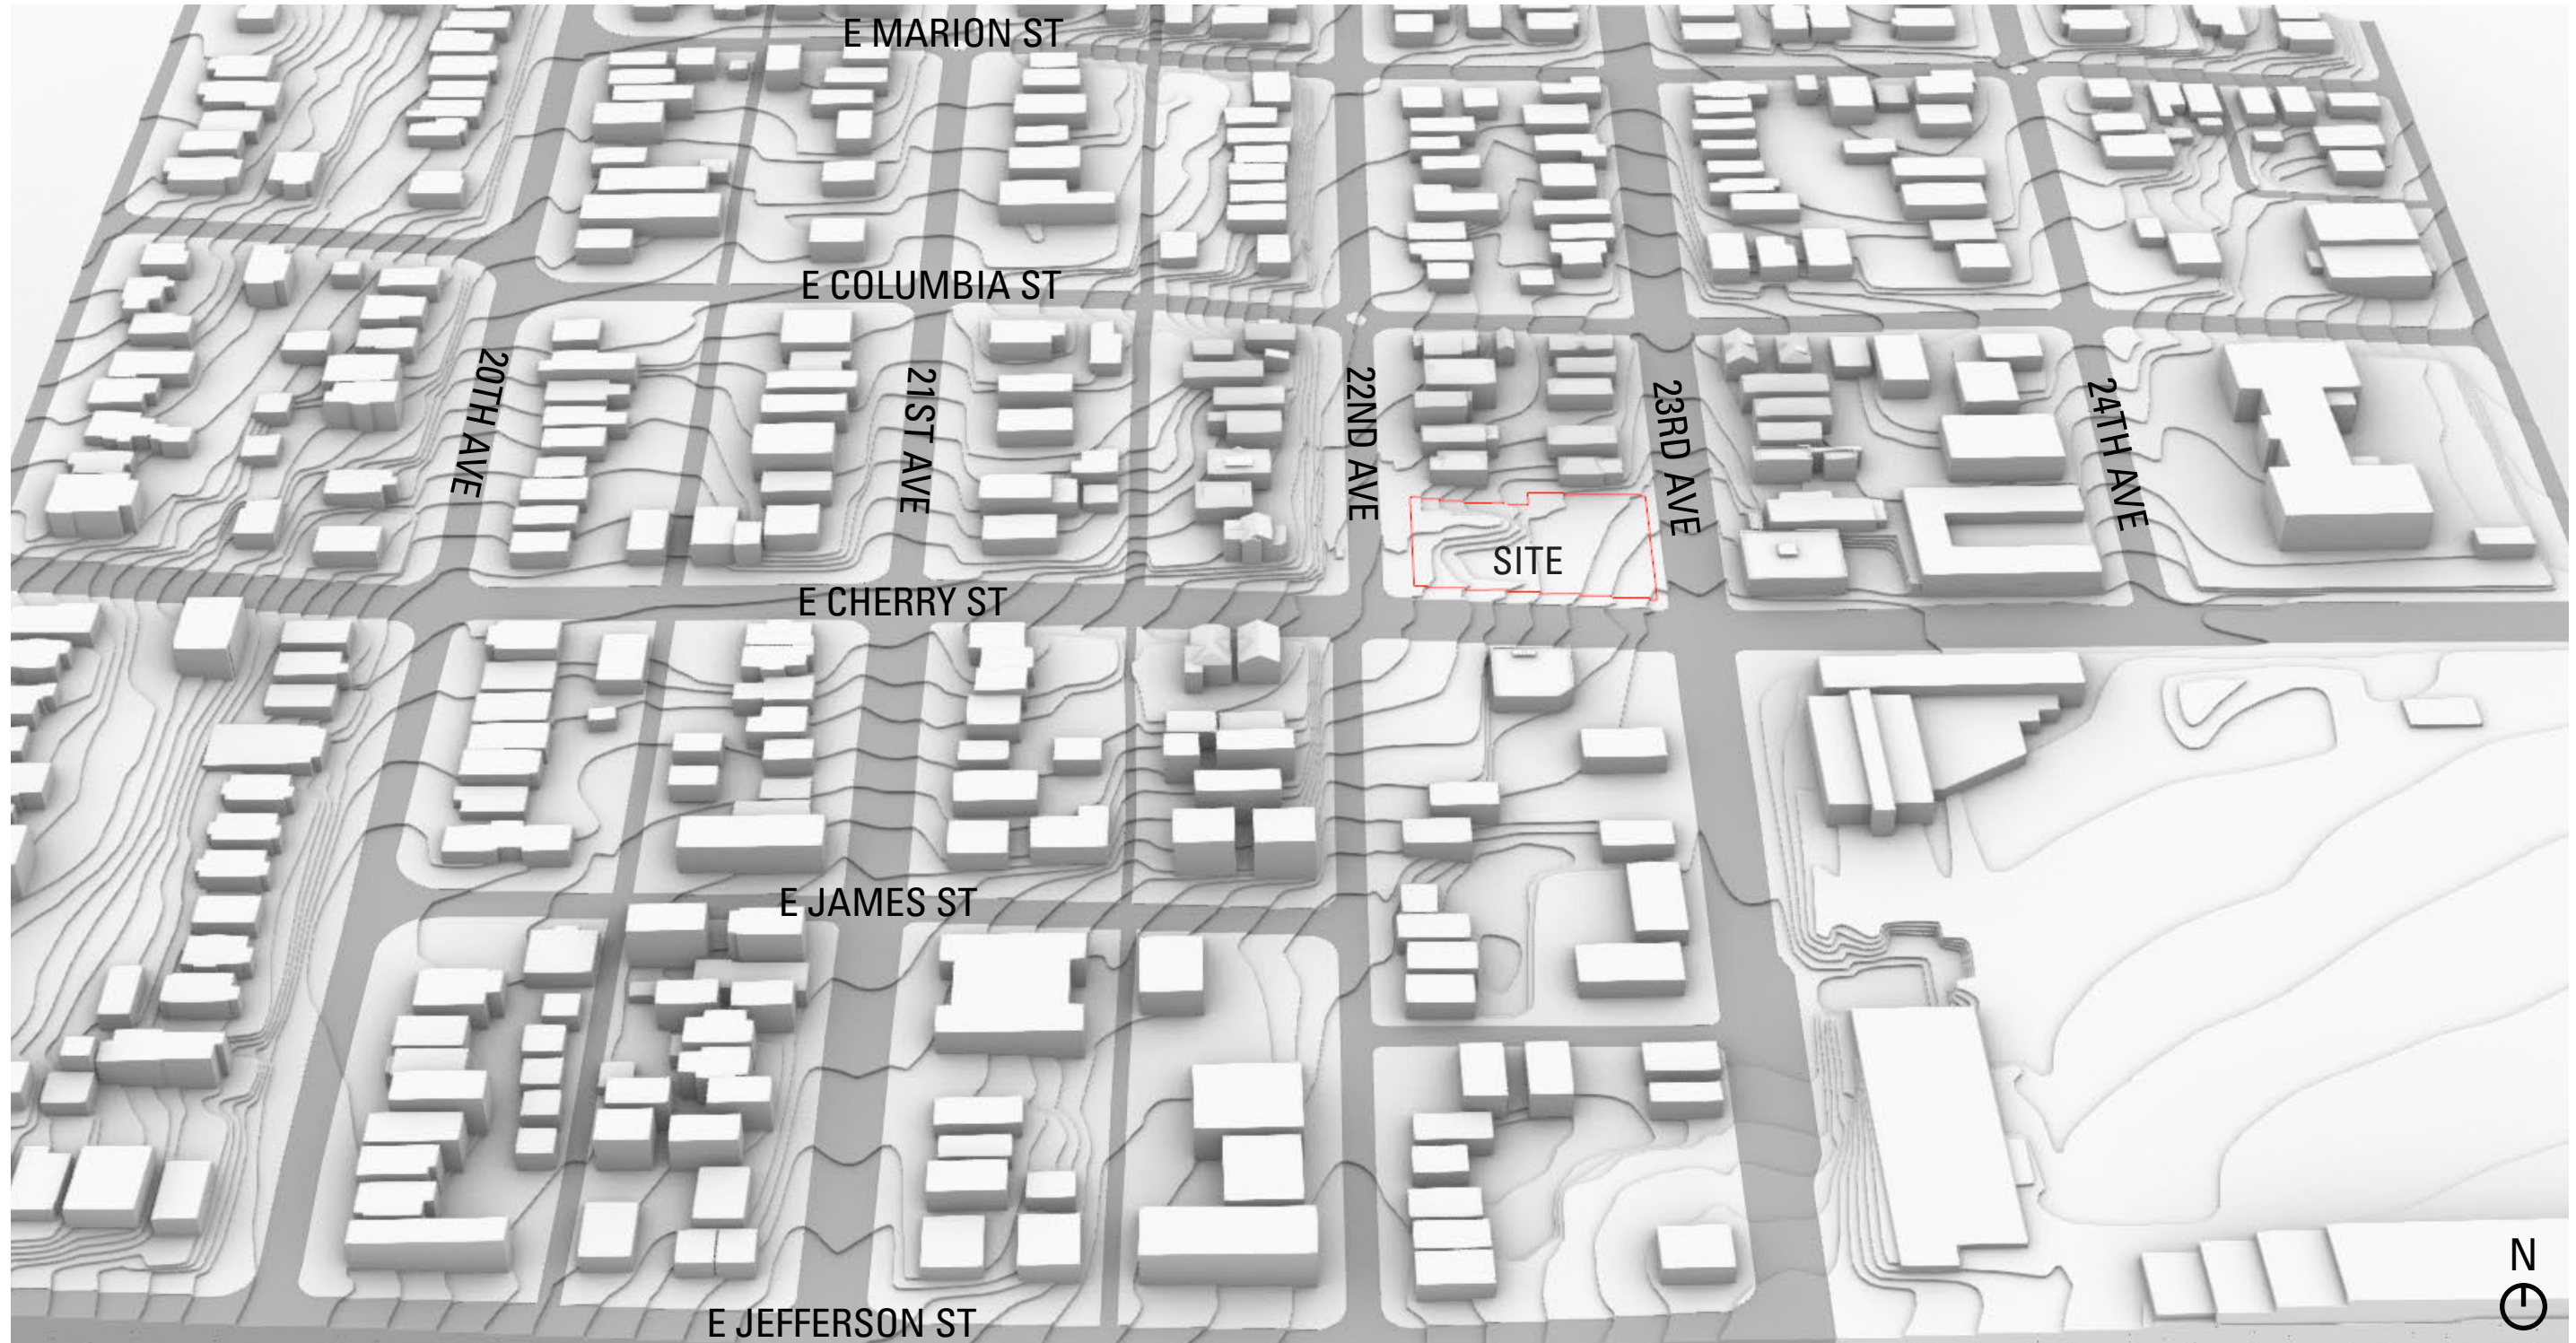 E MARION ST
E COLUMBIA ST
20TH AVE
21ST AVE
22ND AVE
23RD AVE
24TH AVE
SITE
E CHERRY ST
E JAMES ST
N
E JEFFERSON ST